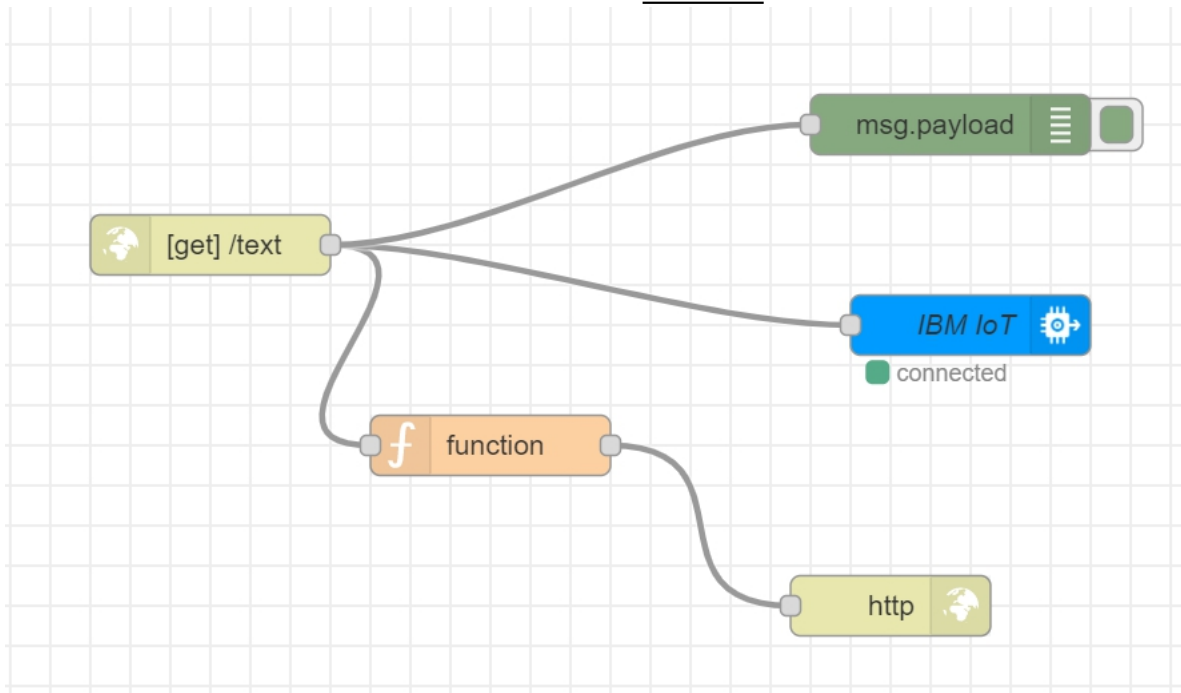 msg.payload
[get] /text
IBM IoT
connected
function
http